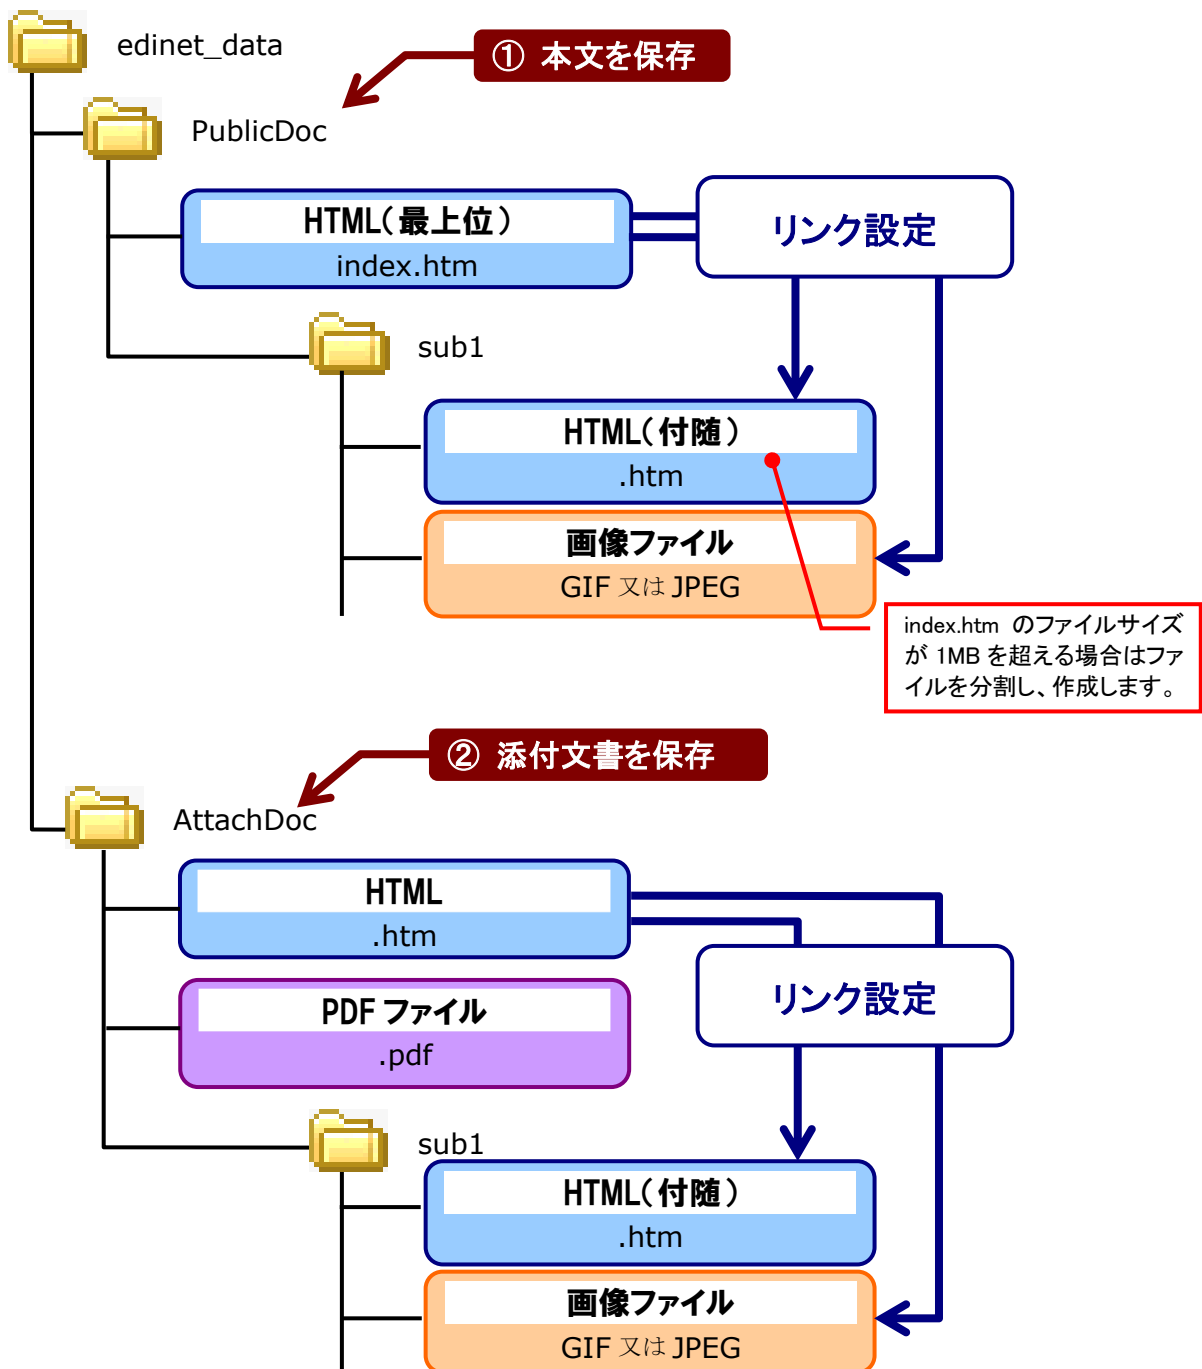 edinet_data
① 本文を保存
PublicDoc
HTML(最上位)
index.htm
リンク設定
sub1
HTML(付随)
.htm
画像ファイル
GIF 又は JPEG
index.htm のファイルサイズ
が 1MB を超える場合はファ
イルを分割し、作成します。
② 添付文書を保存
AttachDoc
HTML
.htm
リンク設定
PDF ファイル
.pdf
sub1
HTML(付随)
.htm
画像ファイル
GIF 又は JPEG